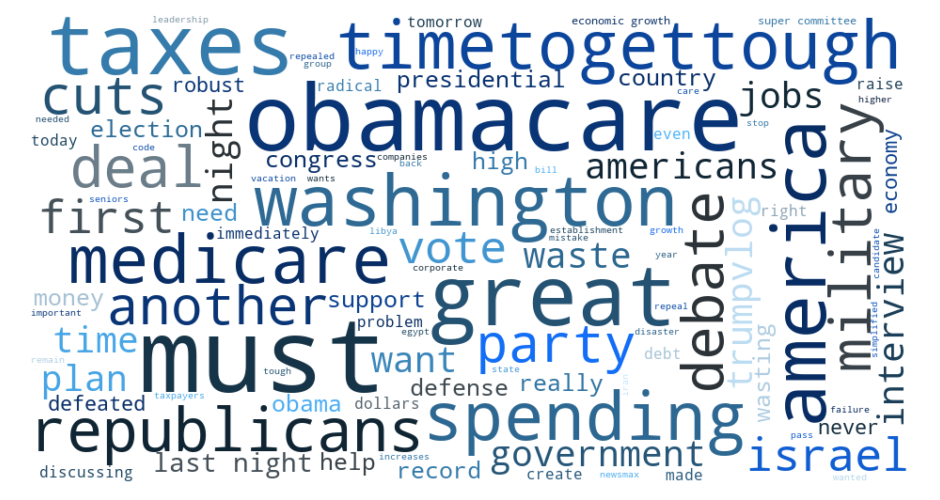 leadership
tomorrow
economic growth
super committee
taxes
timetogettough
repealed
happy
group
cuts
robust
radical
presidential
country
jobs
raise
higher
care
needed
today
election
code
night
obamacare
even
stop
congress
companies
back
high
bill
americans
america
military
economy
deal
seniors
vacation
wants
washington
first
need
immediately
libya
establishment
mistake
growth
right
debate
trumpvlog
candidate
medicare
vote
corporate
waste
year
interview
money
important
another
support
great
repeal
simplified
time
problem
egypt
must
party
disaster
debt
wasting
remain
plan
tough
want
state
iran
defeated
taxpayers
obama
dollars
defense
really
failure
republicans
spending
never
pass
discussing
last night
help
increases
record
government
create
newsmax
made
israel
wanted